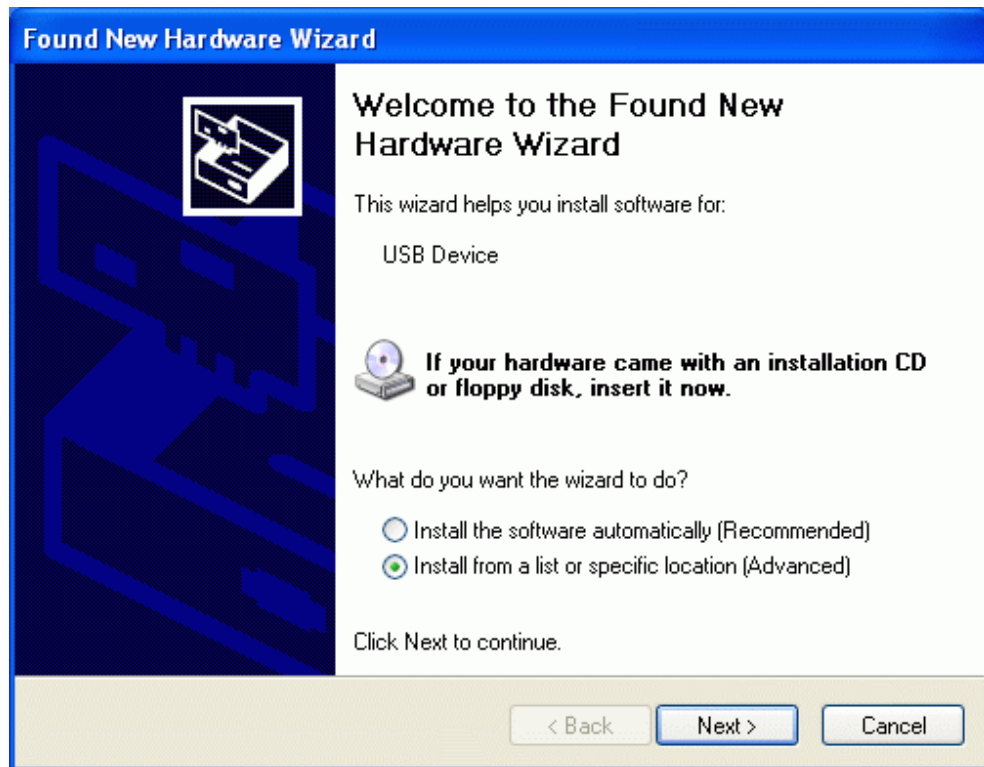 Found New Hardware Wizard
Welcome to the Found New
Hardware Wizard
This wizard helps you install software for:
USB Device
If your hardware came with an installation CD
or floppy disk, insert it now.
What do you want the wizard to do?
Install the software automatically (Recommended)
Install from a list or specific location (Advanced)
Click Next to continue.
< Back Next > Cancel